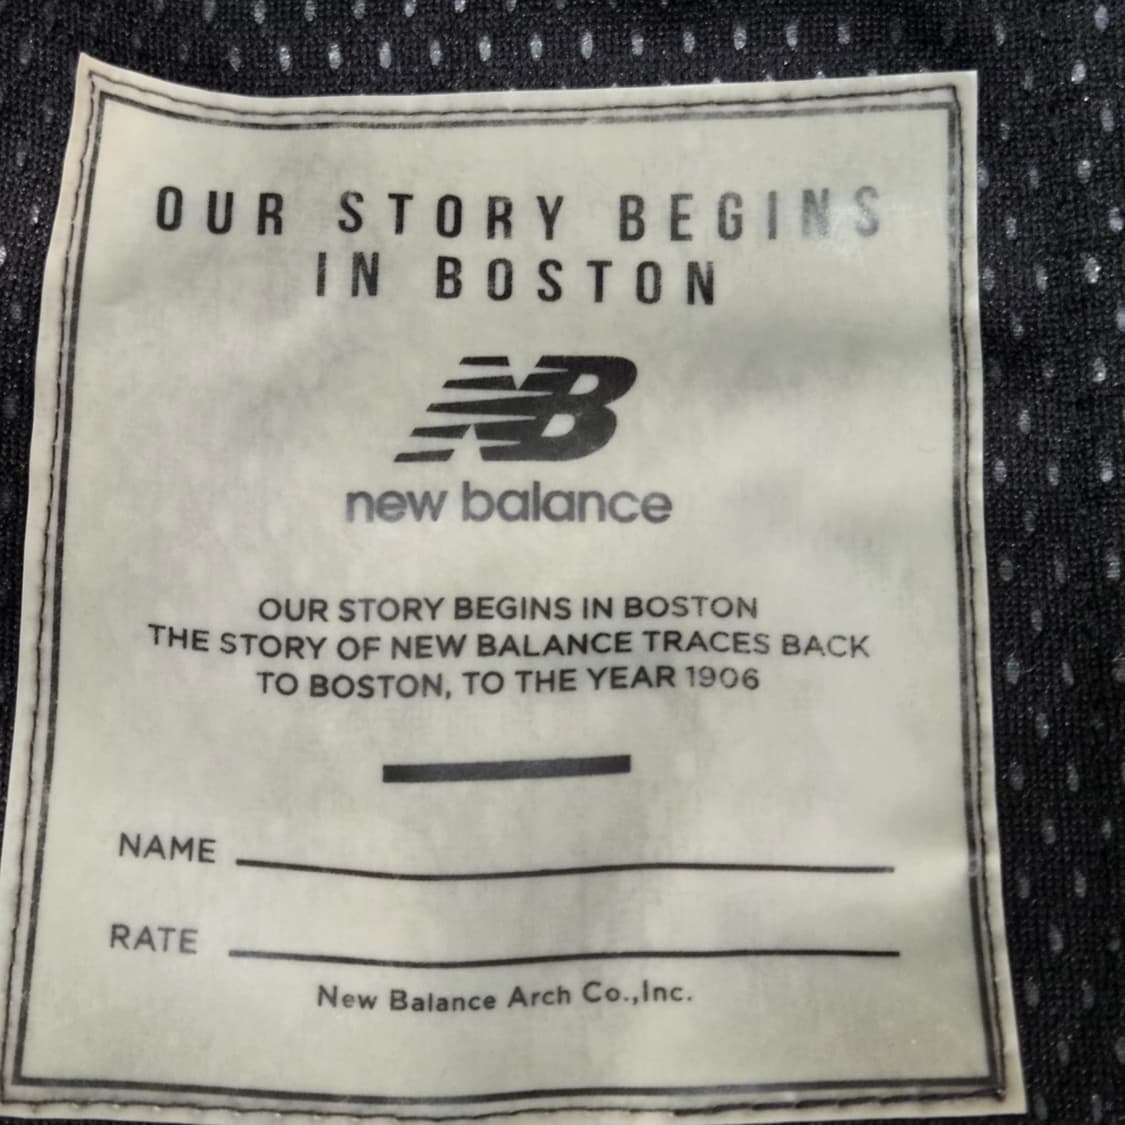 OUR STORY BEGINS
IN BOSTON
NB
new balance
OUR STORY BEGINS IN BOSTON
THE STORY OF NEW BALANCE TRACES BACK
TO BOSTON, TO THE YEAR 1906
NAME
RATE
New Balance Arch Co.,Inc.